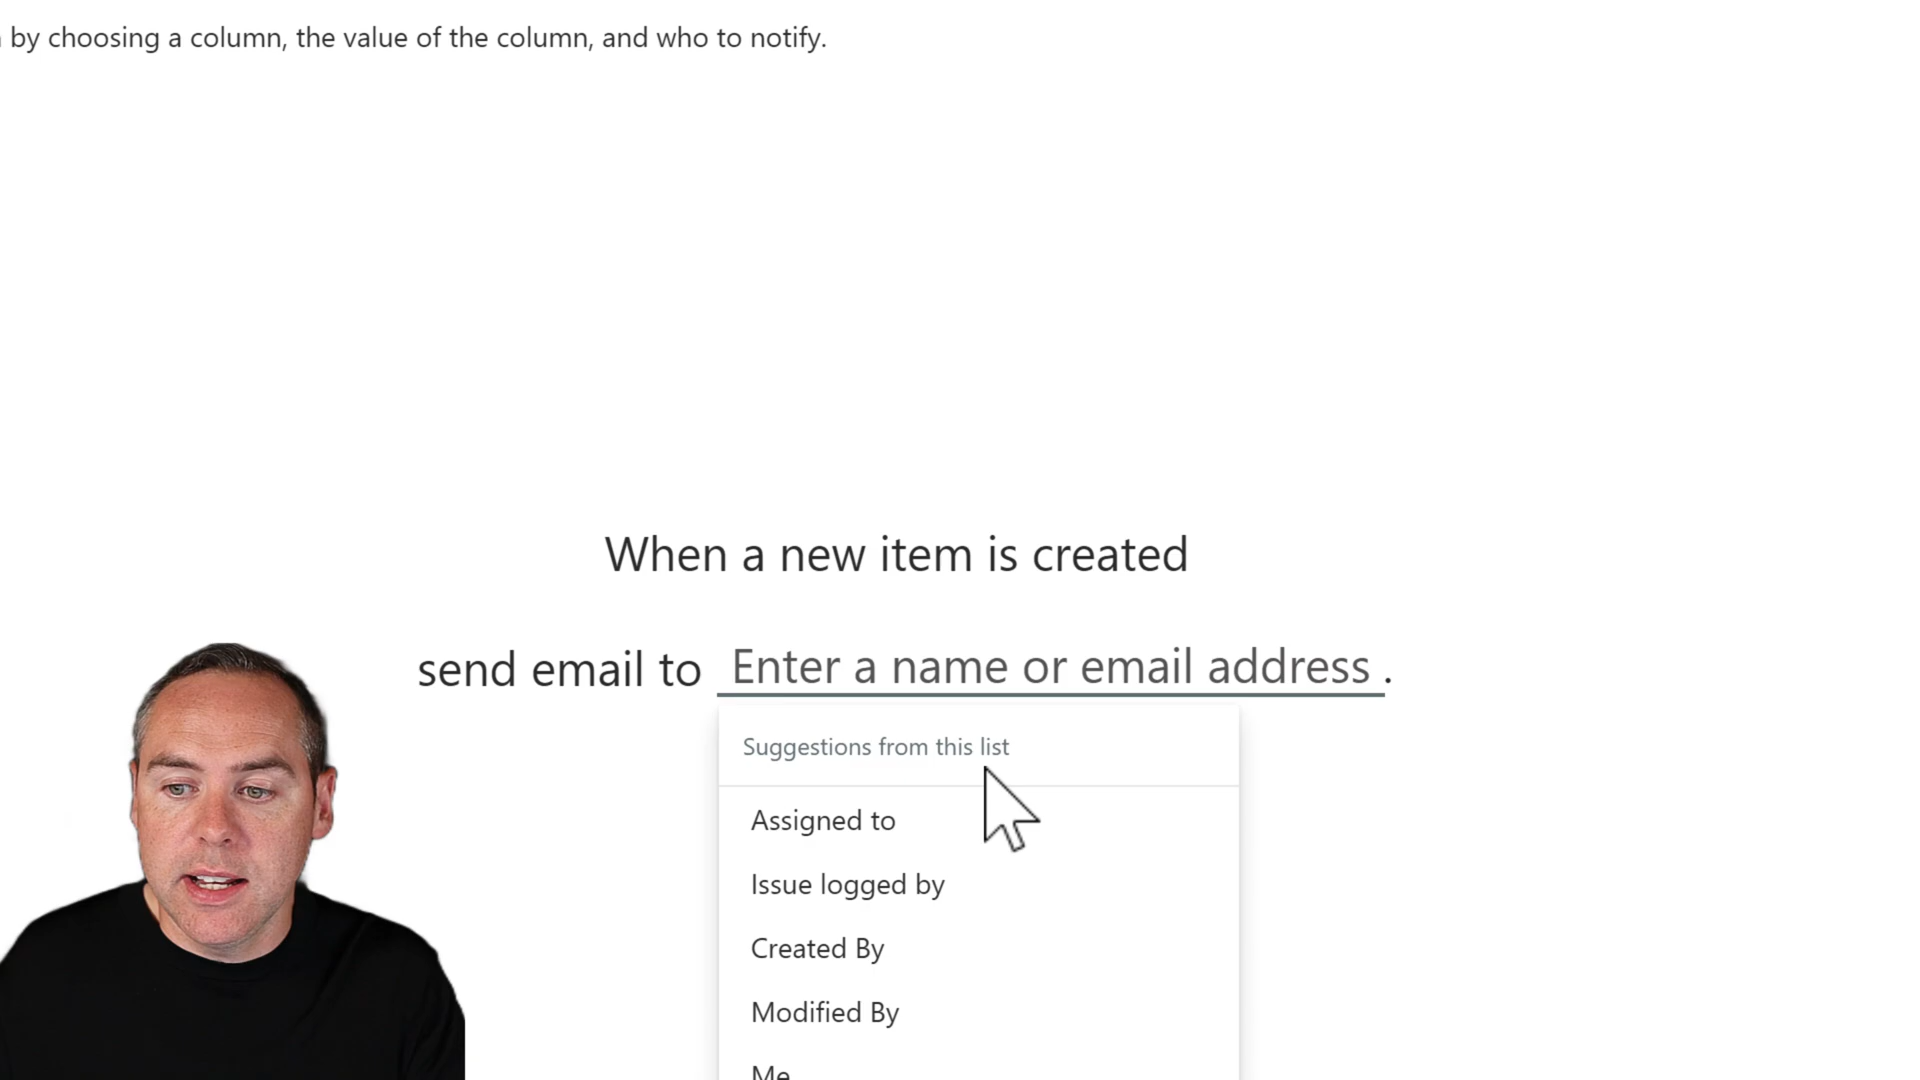 by choosing a column, the value of the column, and who to notify.
When a new item is created
send email to Enter a name or email address .
Suggestions from this list
Assigned to
Issue logged by
Created By
Modified By
Me